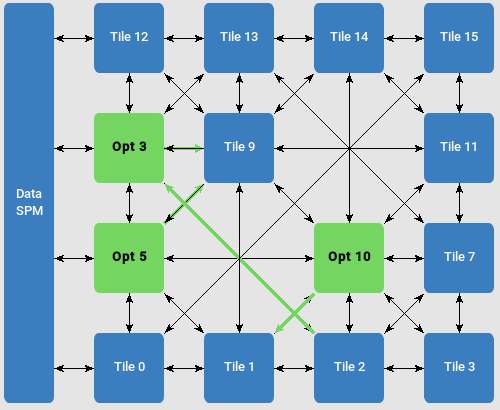 Tile 12
Tile 13
Tile 14
Tile 15
Opt 3
Tile 9
Tile 11
Data
SPM
Opt 5
Opt 10
Tile 7
Tile 0
Tile 1
Tile 2
Tile 3